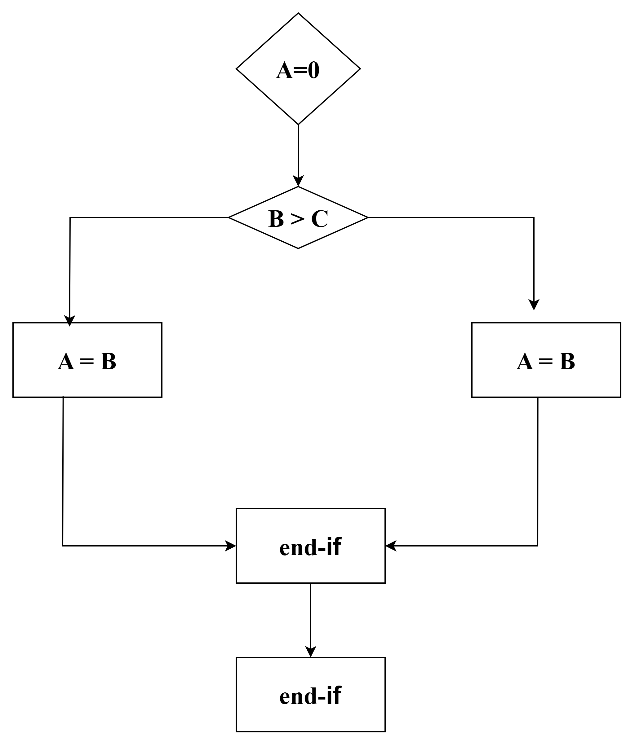 A=0
B > C
A = B
A = B
end-if
end-if